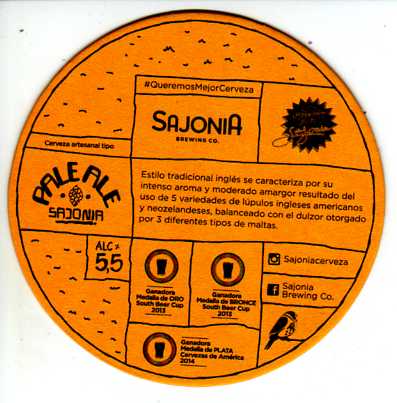 #QueremosMejorCerveza
SAJONIA
BREWING CO.
Cerveza artesanal tipo
PALE ALE
SAJONIA
Estilo tradicional inglés se caracteriza por su
intenso aroma y moderado amargor resultado del
uso de 5 variedades de lúpulos ingleses americanos
y neozelandeses, balanceado con el dulzor otorgado
por 3 diferentes tipos de maltas.
ALC %
5,5
Ganadora
Medalla de ORO
South Beer Cup
2013
Ganadora
Medalla de BRONCE
South Beer Cup
2013
Sajoniacerveza
Sajonia
Brewing Co.
Ganadora
Medalla de PLATA
Cervezas de América
2014